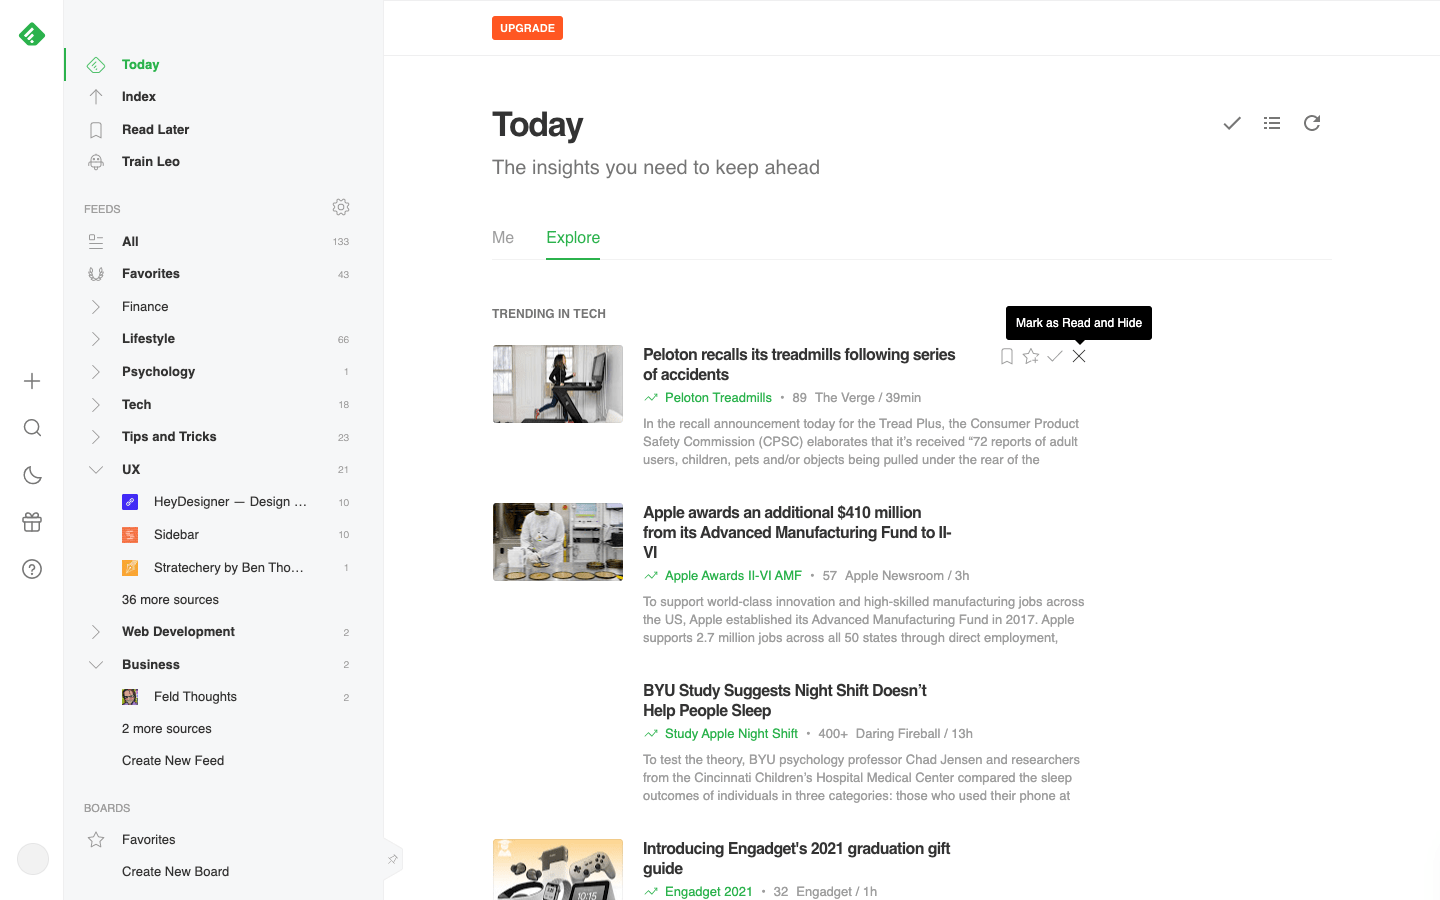 UPGRADE
Today
Index
Read Later
Train Leo
FEEDS
All 133
Favorites 43
Finance
Lifestyle 66
Psychology 1
Tech 18
Tips and Tricks 23
UX 21
HeyDesigner — Design ... 10
Sidebar 10
Stratechery by Ben Tho... 1
36 more sources
Web Development 2
Business 2
Feld Thoughts 2
2 more sources
Create New Feed
BOARDS
Favorites
Create New Board
Today
The insights you need to keep ahead
Me Explore
TRENDING IN TECH
Mark as Read and Hide
Peloton recalls its treadmills following series
of accidents
Peloton Treadmills • 89 The Verge / 39min
In the recall announcement today for the Tread Plus, the Consumer Product
Safety Commission (CPSC) elaborates that it’s received “72 reports of adult
users, children, pets and/or objects being pulled under the rear of the
Apple awards an additional $410 million
from its Advanced Manufacturing Fund to II-
VI
Apple Awards II-VI AMF • 57 Apple Newsroom / 3h
To support world-class innovation and high-skilled manufacturing jobs across
the US, Apple established its Advanced Manufacturing Fund in 2017. Apple
supports 2.7 million jobs across all 50 states through direct employment,
BYU Study Suggests Night Shift Doesn’t
Help People Sleep
Study Apple Night Shift • 400+ Daring Fireball / 13h
To test the theory, BYU psychology professor Chad Jensen and researchers
from the Cincinnati Children’s Hospital Medical Center compared the sleep
outcomes of individuals in three categories: those who used their phone at
Introducing Engadget's 2021 graduation gift
guide
Engadget 2021 • 32 Engadget / 1h
10:15